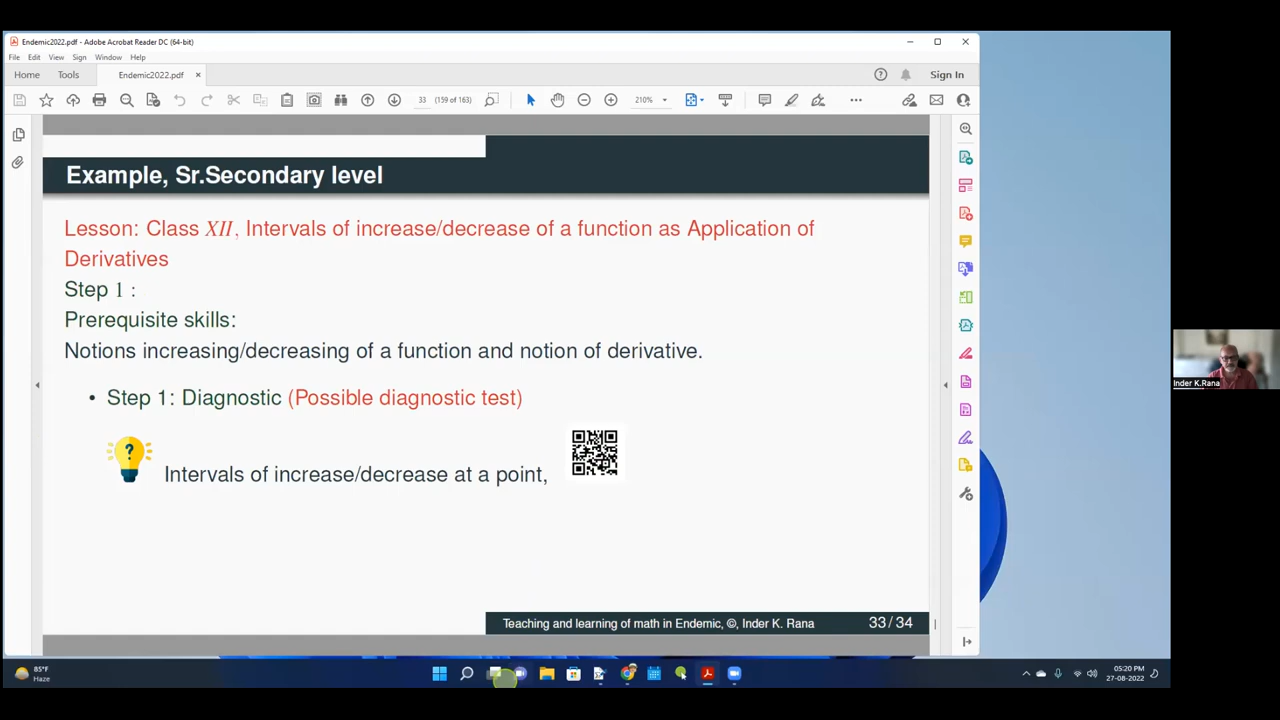 Endemic2022.pdf - Adobe Acrobat Reader DC (64-bit)
File Edit View Sign Window Help
Home Tools Endemic2022.pdf × Sign In
33 (159 of 163) 210%
Example, Sr.Secondary level
Lesson: Class XII, Intervals of increase/decrease of a function as Application of
Derivatives
Step 1 :
Prerequisite skills:
Notions increasing/decreasing of a function and notion of derivative.
• Step 1: Diagnostic (Possible diagnostic test)
?
Intervals of increase/decrease at a point,
Teaching and learning of math in Endemic, ©, Inder K. Rana 33 / 34
Inder K.Rana
85°F
Haze
05:20 PM
27-08-2022